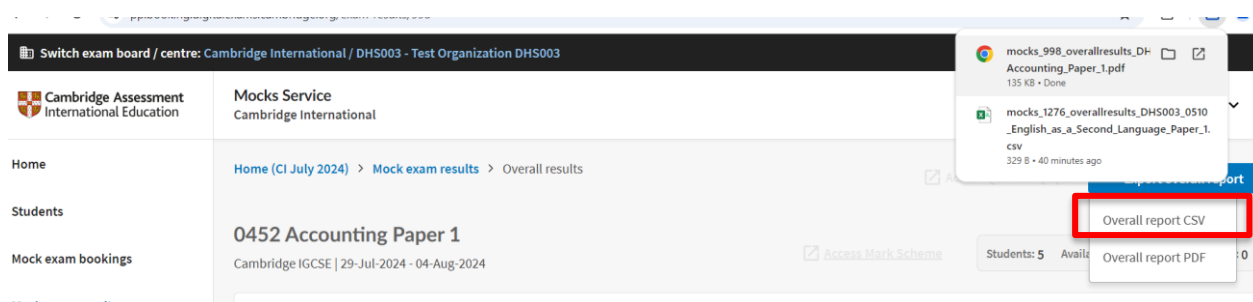 Switch exam board / centre: Cambridge International / DHS003 - Test Organization DHS003
mocks_998_overallresults_DH
Accounting_Paper_1.pdf
135 KB • Done
mocks_1276_overallresults_DHS003_0510
_English_as_a_Second_Language_Paper_1.
csv
329 B • 40 minutes ago
Cambridge Assessment
International Education
Mocks Service
Cambridge International
Home
Students
Mock exam bookings
Home (CI July 2024) > Mock exam results > Overall results
Export overall report
Overall report CSV
Overall report PDF
0452 Accounting Paper 1
Cambridge IGCSE | 29-Jul-2024 - 04-Aug-2024
Access Mark Scheme
Students: 5